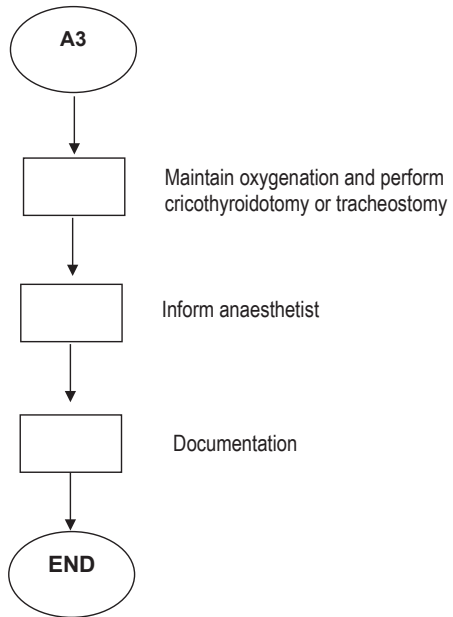 A3
Maintain oxygenation and perform
cricothyroidotomy or tracheostomy
Inform anaesthetist
Documentation
END